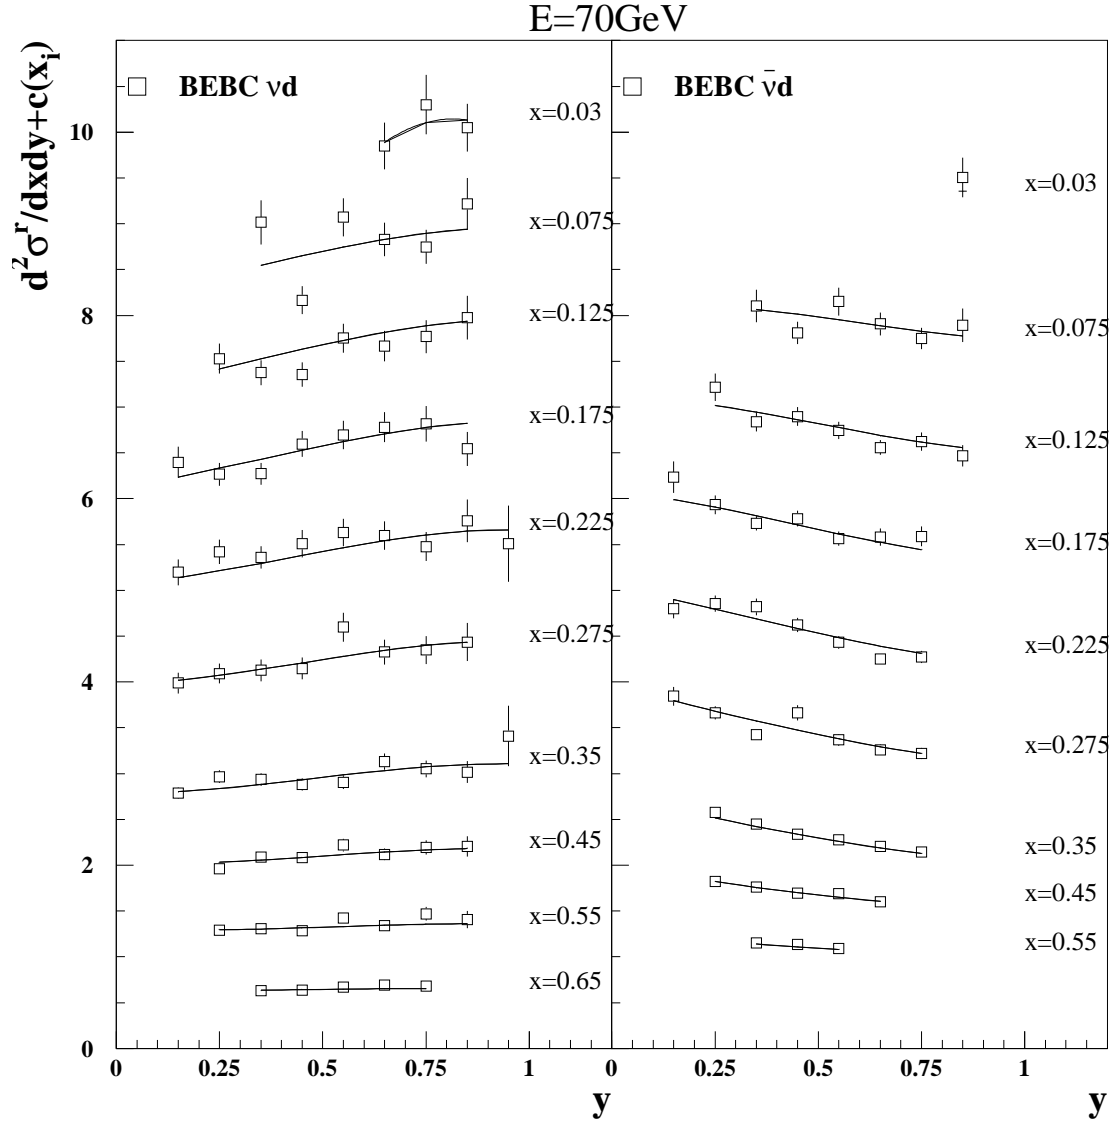 E=70GeV
d²σʳ/dxdy+c(xᵢ)
BEBC νd
x=0.03
x=0.075
x=0.125
x=0.175
x=0.225
x=0.275
x=0.35
x=0.45
x=0.55
x=0.65
10
8
6
4
2
0
0 0.25 0.5 0.75 1
y
BEBC ν̄d
x=0.03
x=0.075
x=0.125
x=0.175
x=0.225
x=0.275
x=0.35
x=0.45
x=0.55
0 0.25 0.5 0.75 1
y